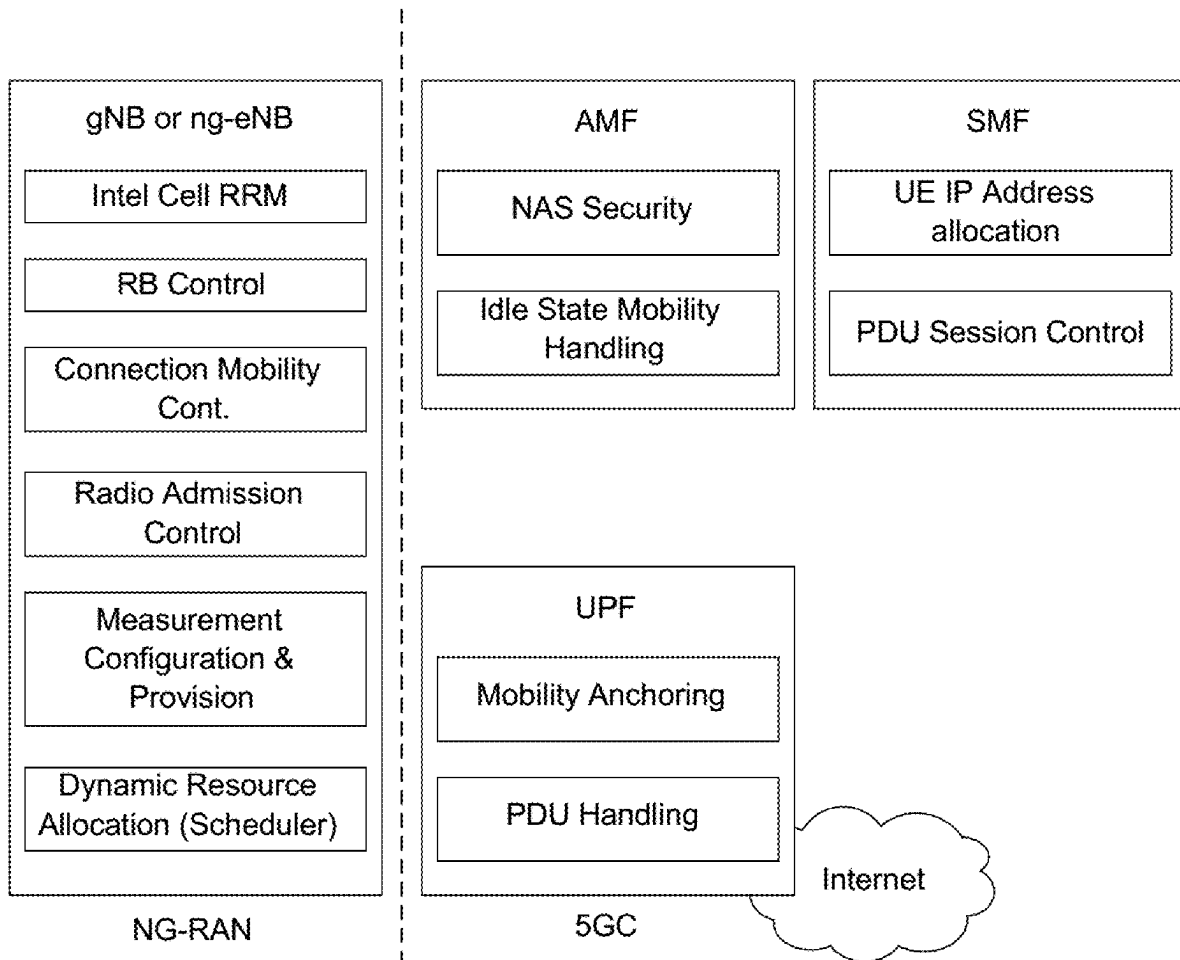 gNB or ng-eNB
Intel Cell RRM
RB Control
Connection Mobility
Cont.
Radio Admission
Control
Measurement
Configuration &
Provision
Dynamic Resource
Allocation (Scheduler)
NG-RAN
AMF
NAS Security
Idle State Mobility
Handling
SMF
UE IP Address
allocation
PDU Session Control
UPF
Mobility Anchoring
PDU Handling
Internet
5GC